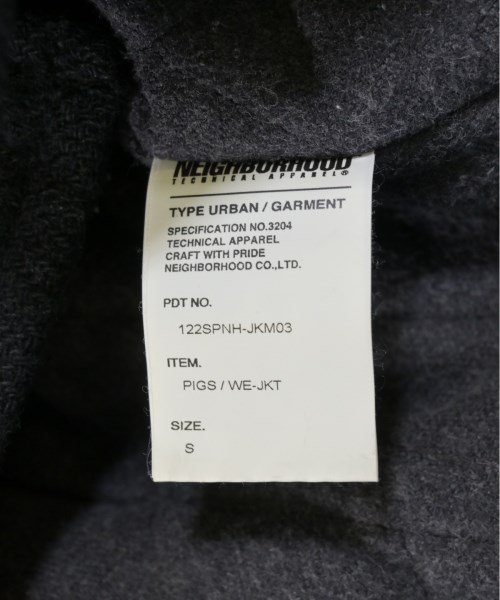 NEIGHBORHOOD
TECHNICAL APPAREL®
TYPE URBAN / GARMENT
SPECIFICATION NO.3204
TECHNICAL APPAREL
CRAFT WITH PRIDE
NEIGHBORHOOD CO.,LTD.
PDT NO.
122SPNH-JKM03
ITEM.
PIGS / WE-JKT
SIZE.
S